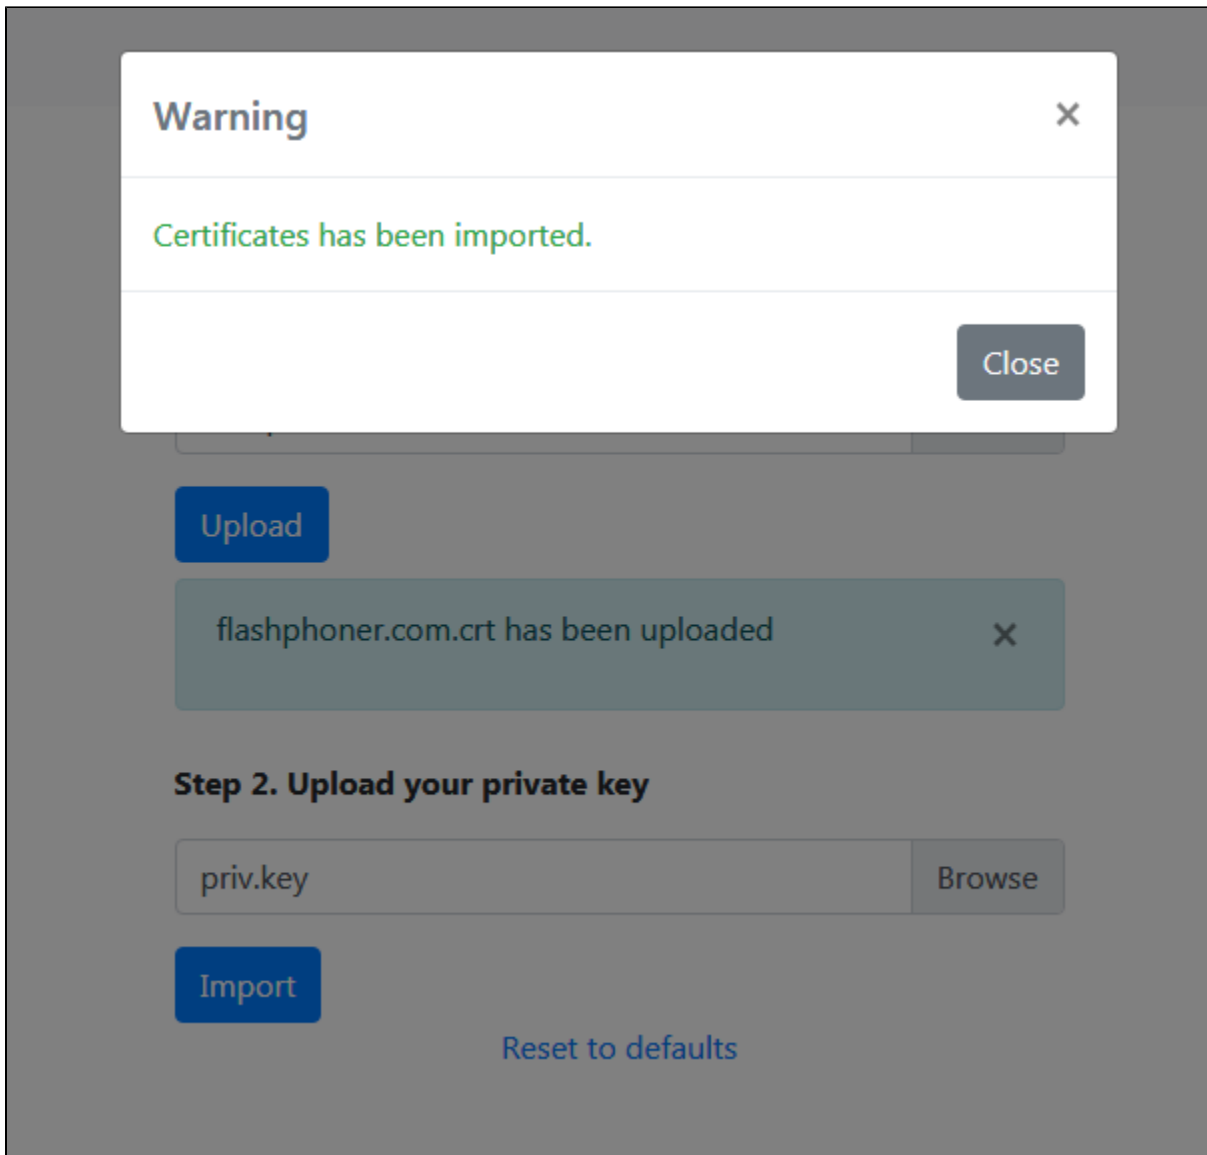 Warning
×
Certificates has been imported.
Close
Upload
flashphoner.com.crt has been uploaded
×
Step 2. Upload your private key
priv.key
Browse
Import
Reset to defaults